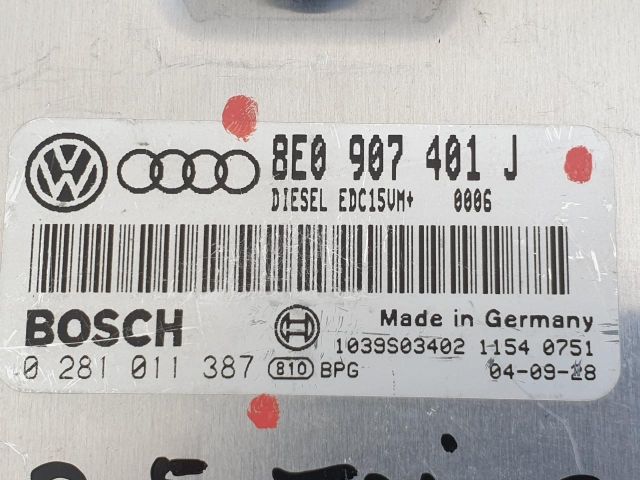 8E0 907 401 J
DIESEL EDC15VM+ 0006
BOSCH
Made in Germany
1039S03402 1154 0751
0 281 011 387 810 BPG 04-09-28